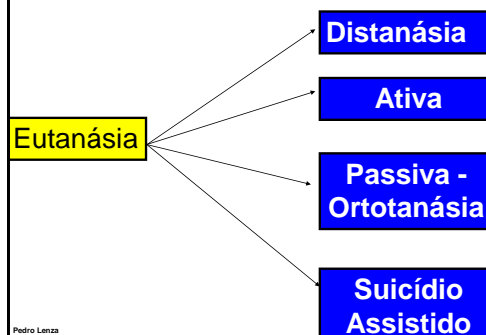 Distanásia
Ativa
Eutanásia
Passiva -
Ortotanásia
Suicídio
Assistido
Pedro Lenza